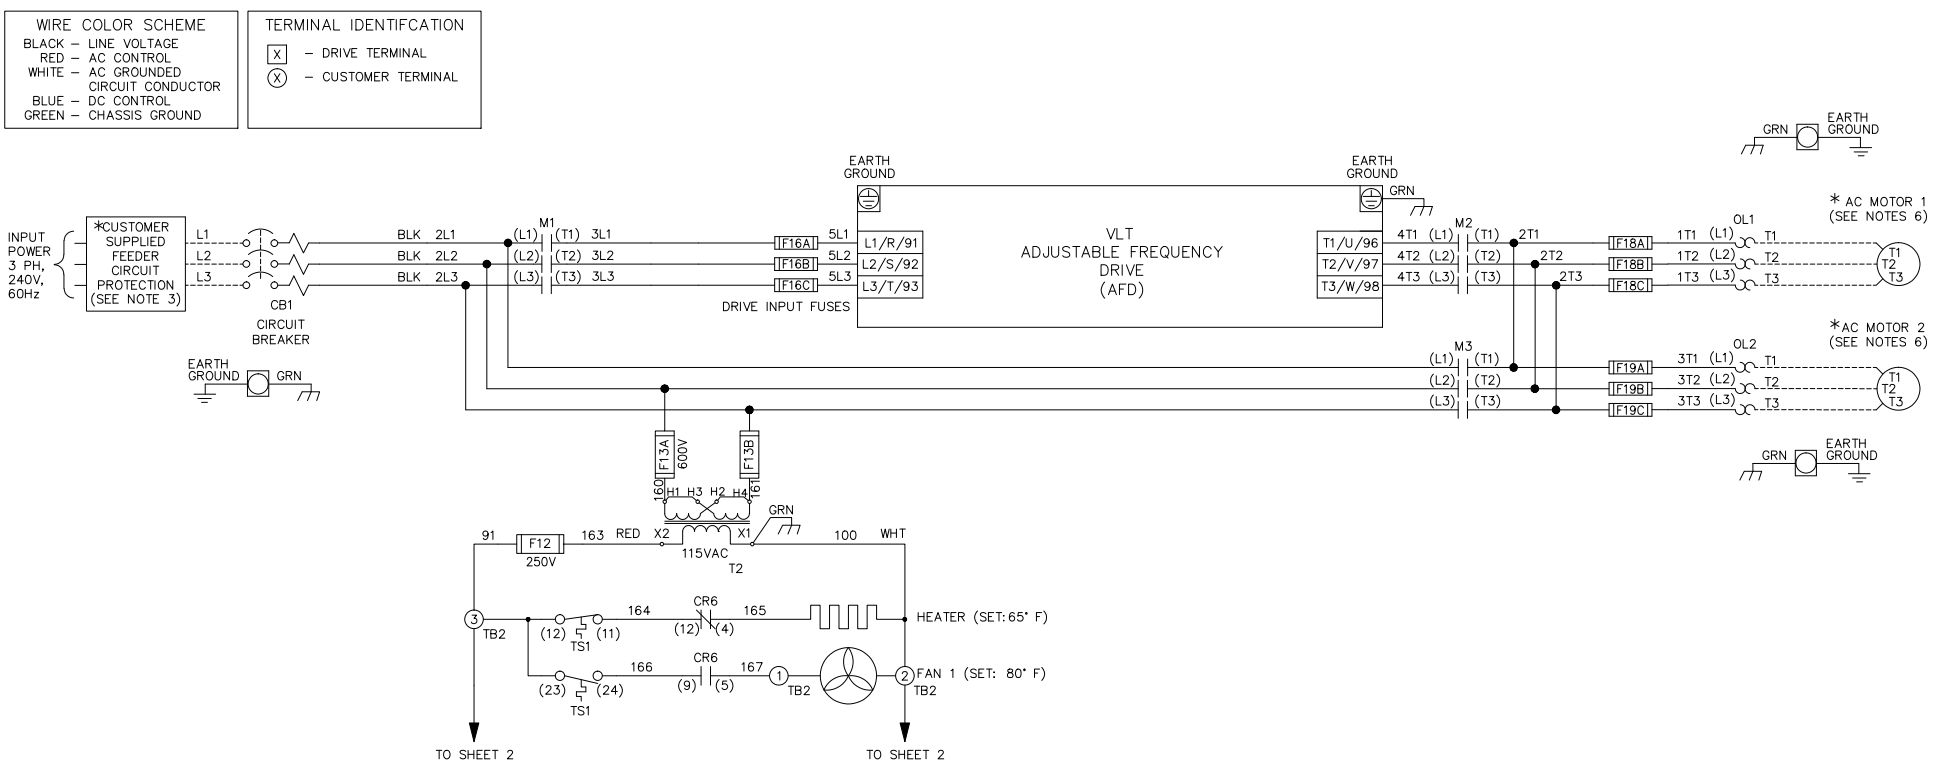 WIRE COLOR SCHEME
BLACK – LINE VOLTAGE
RED – AC CONTROL
WHITE – AC GROUNDED
CIRCUIT CONDUCTOR
BLUE – DC CONTROL
GREEN – CHASSIS GROUND
TERMINAL IDENTIFCATION
X – DRIVE TERMINAL
X – CUSTOMER TERMINAL
GRN
EARTH
GROUND
INPUT
POWER
3 PH,
240V,
60Hz
*CUSTOMER
SUPPLIED
FEEDER
CIRCUIT
PROTECTION
(SEE NOTE 3)
L1
L2
L3
CB1
CIRCUIT
BREAKER
BLK 2L1
BLK 2L2
BLK 2L3
M1
(L1) (T1) 3L1
(L2) (T2) 3L2
(L3) (T3) 3L3
F16A
F16B
F16C
DRIVE INPUT FUSES
5L1
5L2
5L3
EARTH
GROUND
L1/R/91
L2/S/92
L3/T/93
VLT
ADJUSTABLE FREQUENCY
DRIVE
(AFD)
EARTH
GROUND
GRN
T1/U/96
T2/V/97
T3/W/98
M2
4T1 (L1) (T1) 2T1
4T2 (L2) (T2) 2T2
4T3 (L3) (T3) 2T3
F18A
F18B
F18C
OL1
1T1 (L1) T1
1T2 (L2) T2
1T3 (L3) T3
* AC MOTOR 1
(SEE NOTES 6)
T1
T2
T3
EARTH
GROUND
GRN
M3
(L1) (T1)
(L2) (T2)
(L3) (T3)
F19A
F19B
F19C
OL2
3T1 (L1) T1
3T2 (L2) T2
3T3 (L3) T3
*AC MOTOR 2
(SEE NOTES 6)
T1
T2
T3
GRN
EARTH
GROUND
F13A
600V
F13B
160
161
H1 H3 H2 H4
GRN
91
F12
250V
163 RED X2
X1
115VAC
T2
100 WHT
3
TB2
(12) (11)
TS1
164
CR6
(12) (4)
165
HEATER (SET:65° F)
(23) (24)
TS1
166
CR6
(9) (5)
167
1
TB2
2
TB2
FAN 1 (SET: 80° F)
TO SHEET 2
TO SHEET 2